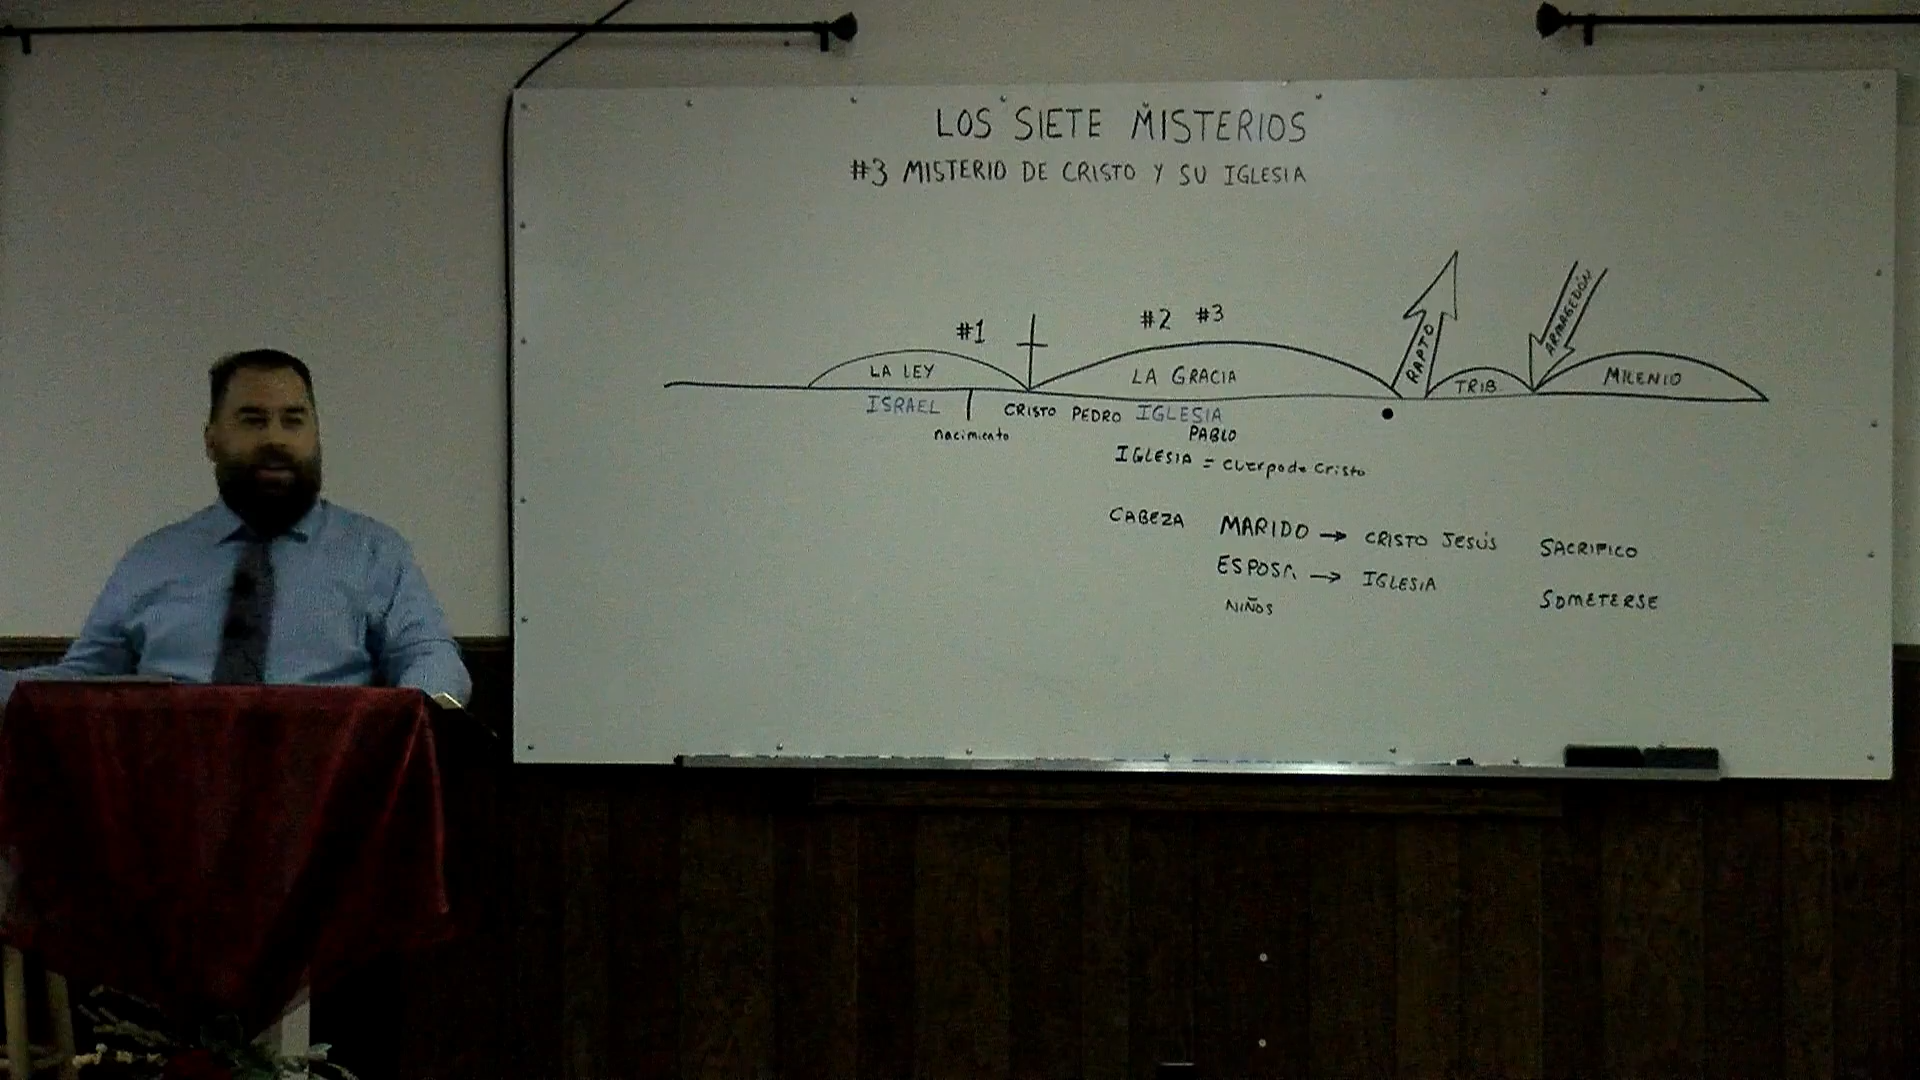 LOS SIETE MISTERIOS
#3 MISTERIO DE CRISTO Y SU IGLESIA
#1 #2 #3
LA LEY LA GRACIA RAPTO TRIB ARMAGEDÓN MILENIO
ISRAEL CRISTO PEDRO IGLESIA
nacimiento PABLO
IGLESIA = cuerpo de Cristo
CABEZA MARIDO → CRISTO JESÚS SACRIFICO
ESPOSA → IGLESIA SOMETERSE
NIÑOS